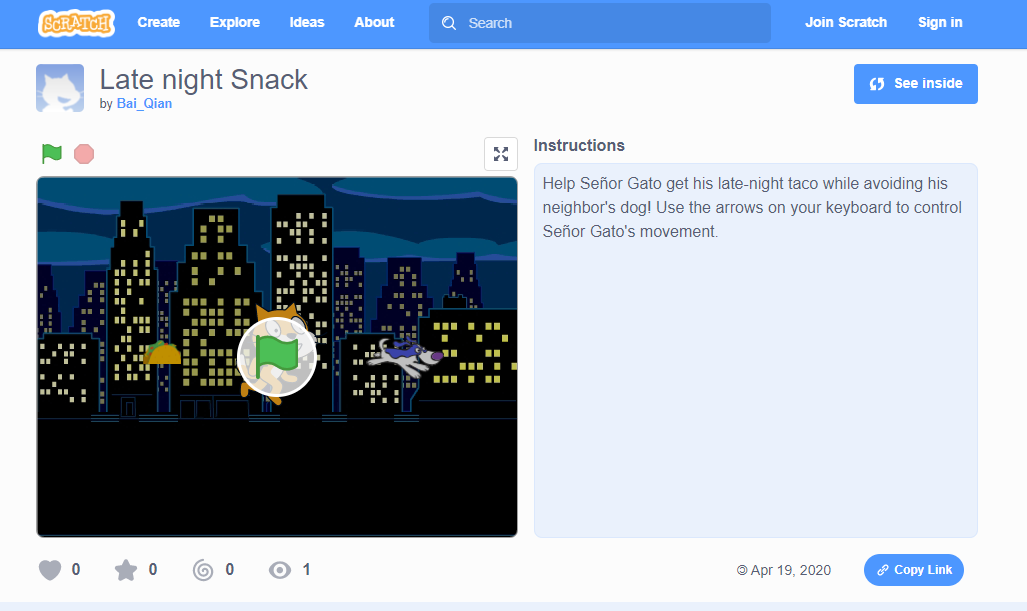 SCRATCH Create Explore Ideas About Search Join Scratch Sign in
Late night Snack
by Bai_Qian
See inside
Instructions
Help Señor Gato get his late-night taco while avoiding his
neighbor's dog! Use the arrows on your keyboard to control
Señor Gato's movement.
0 0 0 1
© Apr 19, 2020
Copy Link